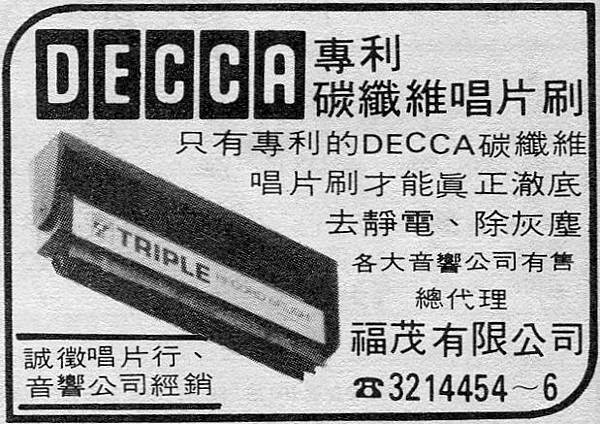 DECCA
專利
碳纖維唱片刷
只有專利的DECCA碳纖維
唱片刷才能眞正澈底
去靜電、除灰塵
各大音響公司有售
總代理
福茂有限公司
☎3214454～6
TRIPLE RECORD BRUSH
誠徵唱片行、
音響公司經銷